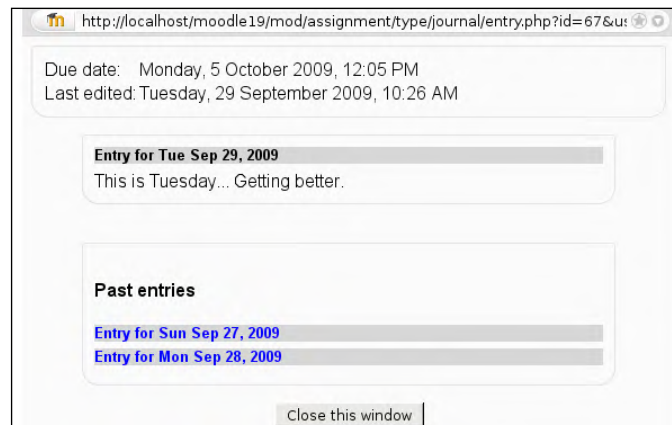 http://localhost/moodle19/mod/assignment/type/journal/entry.php?id=67&us
Due date: Monday, 5 October 2009, 12:05 PM
Last edited: Tuesday, 29 September 2009, 10:26 AM
Entry for Tue Sep 29, 2009
This is Tuesday... Getting better.
Past entries
Entry for Sun Sep 27, 2009
Entry for Mon Sep 28, 2009
Close this window